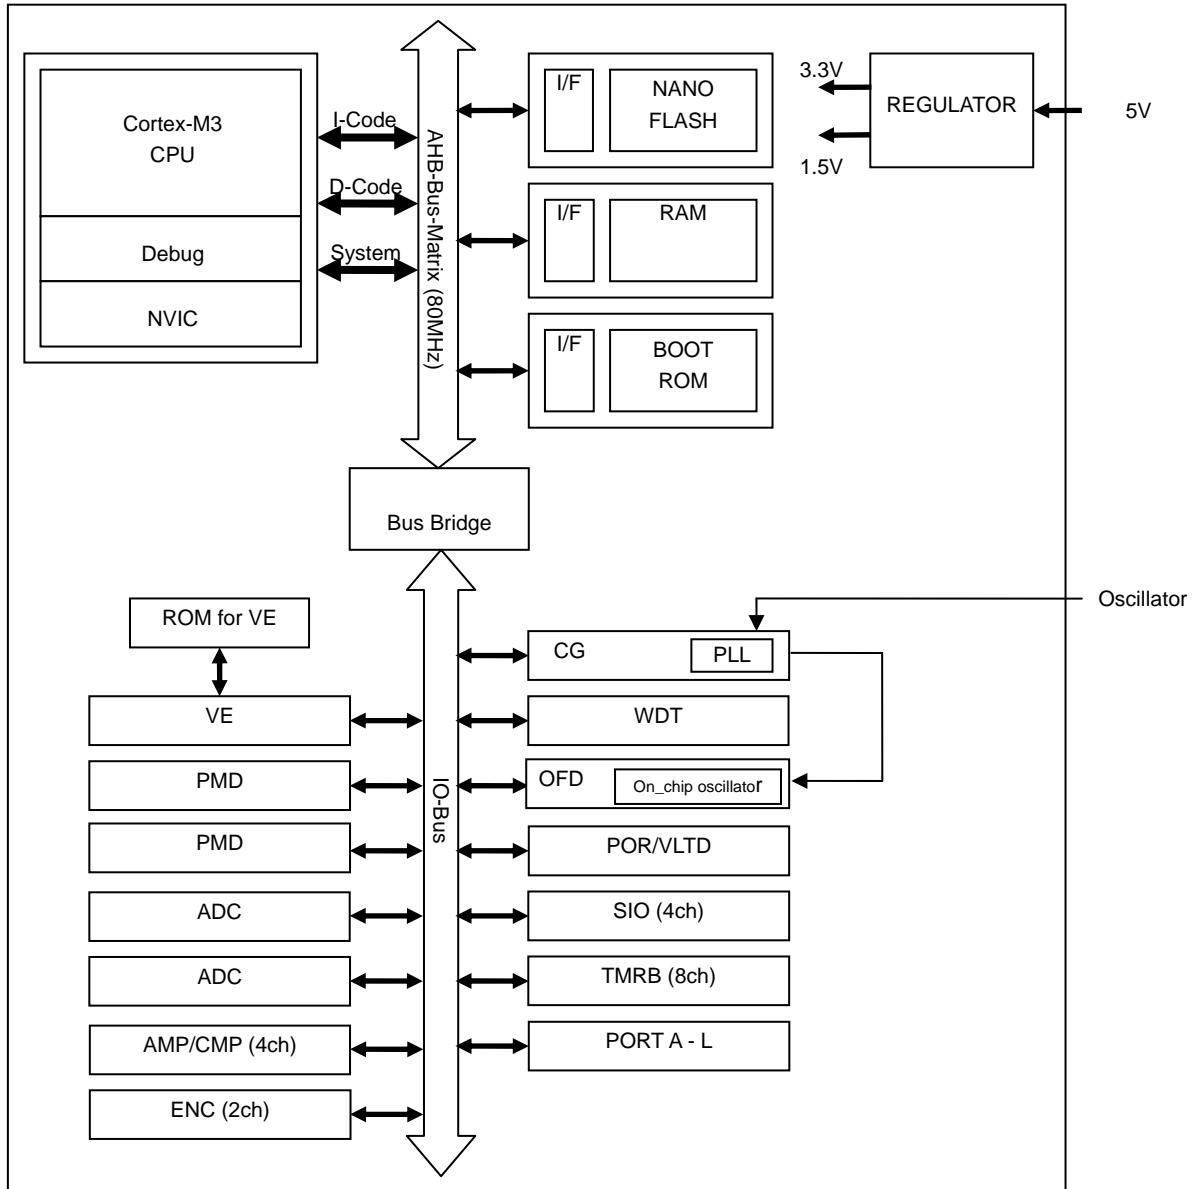 Cortex-M3
CPU
Debug
NVIC
I-Code
D-Code
System
AHB-Bus-Matrix (80MHz)
I/F
NANO
FLASH
I/F
RAM
I/F
BOOT
ROM
3.3V
1.5V
REGULATOR
5V
Bus Bridge
IO-Bus
ROM for VE
VE
PMD
PMD
ADC
ADC
AMP/CMP (4ch)
ENC (2ch)
Oscillator
CG
PLL
WDT
OFD
On_chip oscillator
POR/VLTD
SIO (4ch)
TMRB (8ch)
PORT A - L